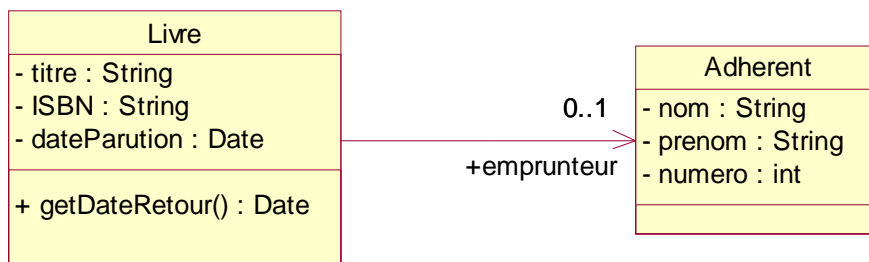 Livre
- titre : String
- ISBN : String
- dateParution : Date
+ getDateRetour() : Date
0..1
+emprunteur
Adherent
- nom : String
- prenom : String
- numero : int